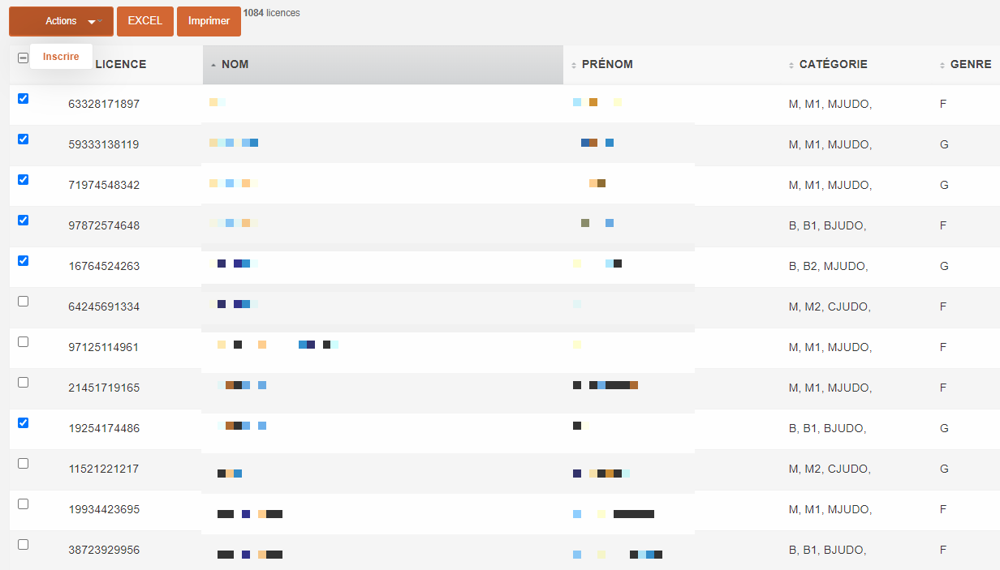 Actions EXCEL Imprimer 1084 licences
Inscrire
LICENCE NOM PRÉNOM CATÉGORIE GENRE
63328171897 M, M1, MJUDO, F
59333138119 M, M1, MJUDO, G
71974548342 M, M1, MJUDO, G
97872574648 B, B1, BJUDO, F
16764524263 B, B2, MJUDO, G
64245691334 M, M2, CJUDO, F
97125114961 M, M1, MJUDO, F
21451719165 M, M1, MJUDO, F
19254174486 B, B1, BJUDO, G
11521221217 M, M2, CJUDO, G
19934423695 M, M1, MJUDO, F
38723929956 B, B1, BJUDO, F